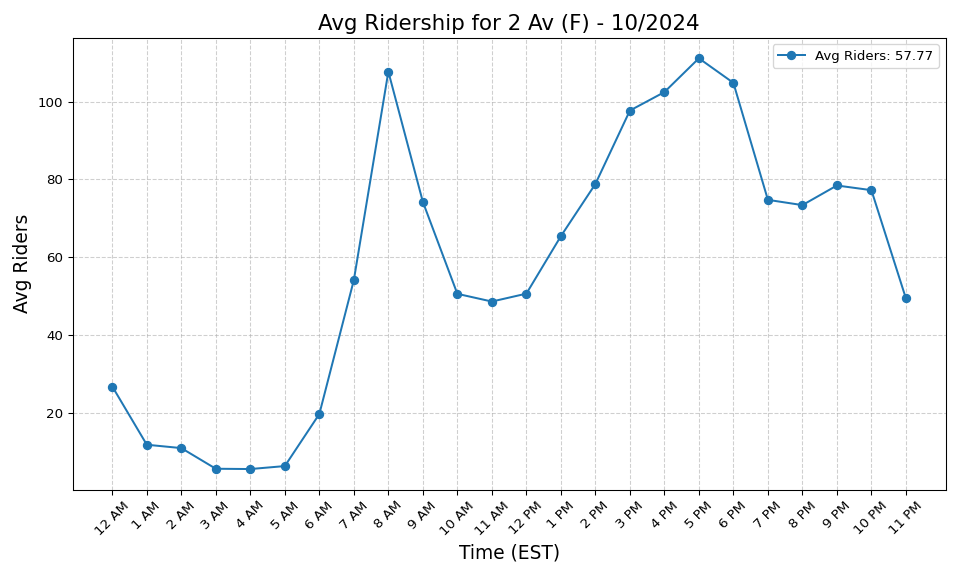 Avg Ridership for 2 Av (F) - 10/2024
Avg Riders: 57.77
Avg Riders
100
80
60
40
20
12 AM
1 AM
2 AM
3 AM
4 AM
5 AM
6 AM
7 AM
8 AM
9 AM
10 AM
11 AM
12 PM
1 PM
2 PM
3 PM
4 PM
5 PM
6 PM
7 PM
8 PM
9 PM
10 PM
11 PM
Time (EST)